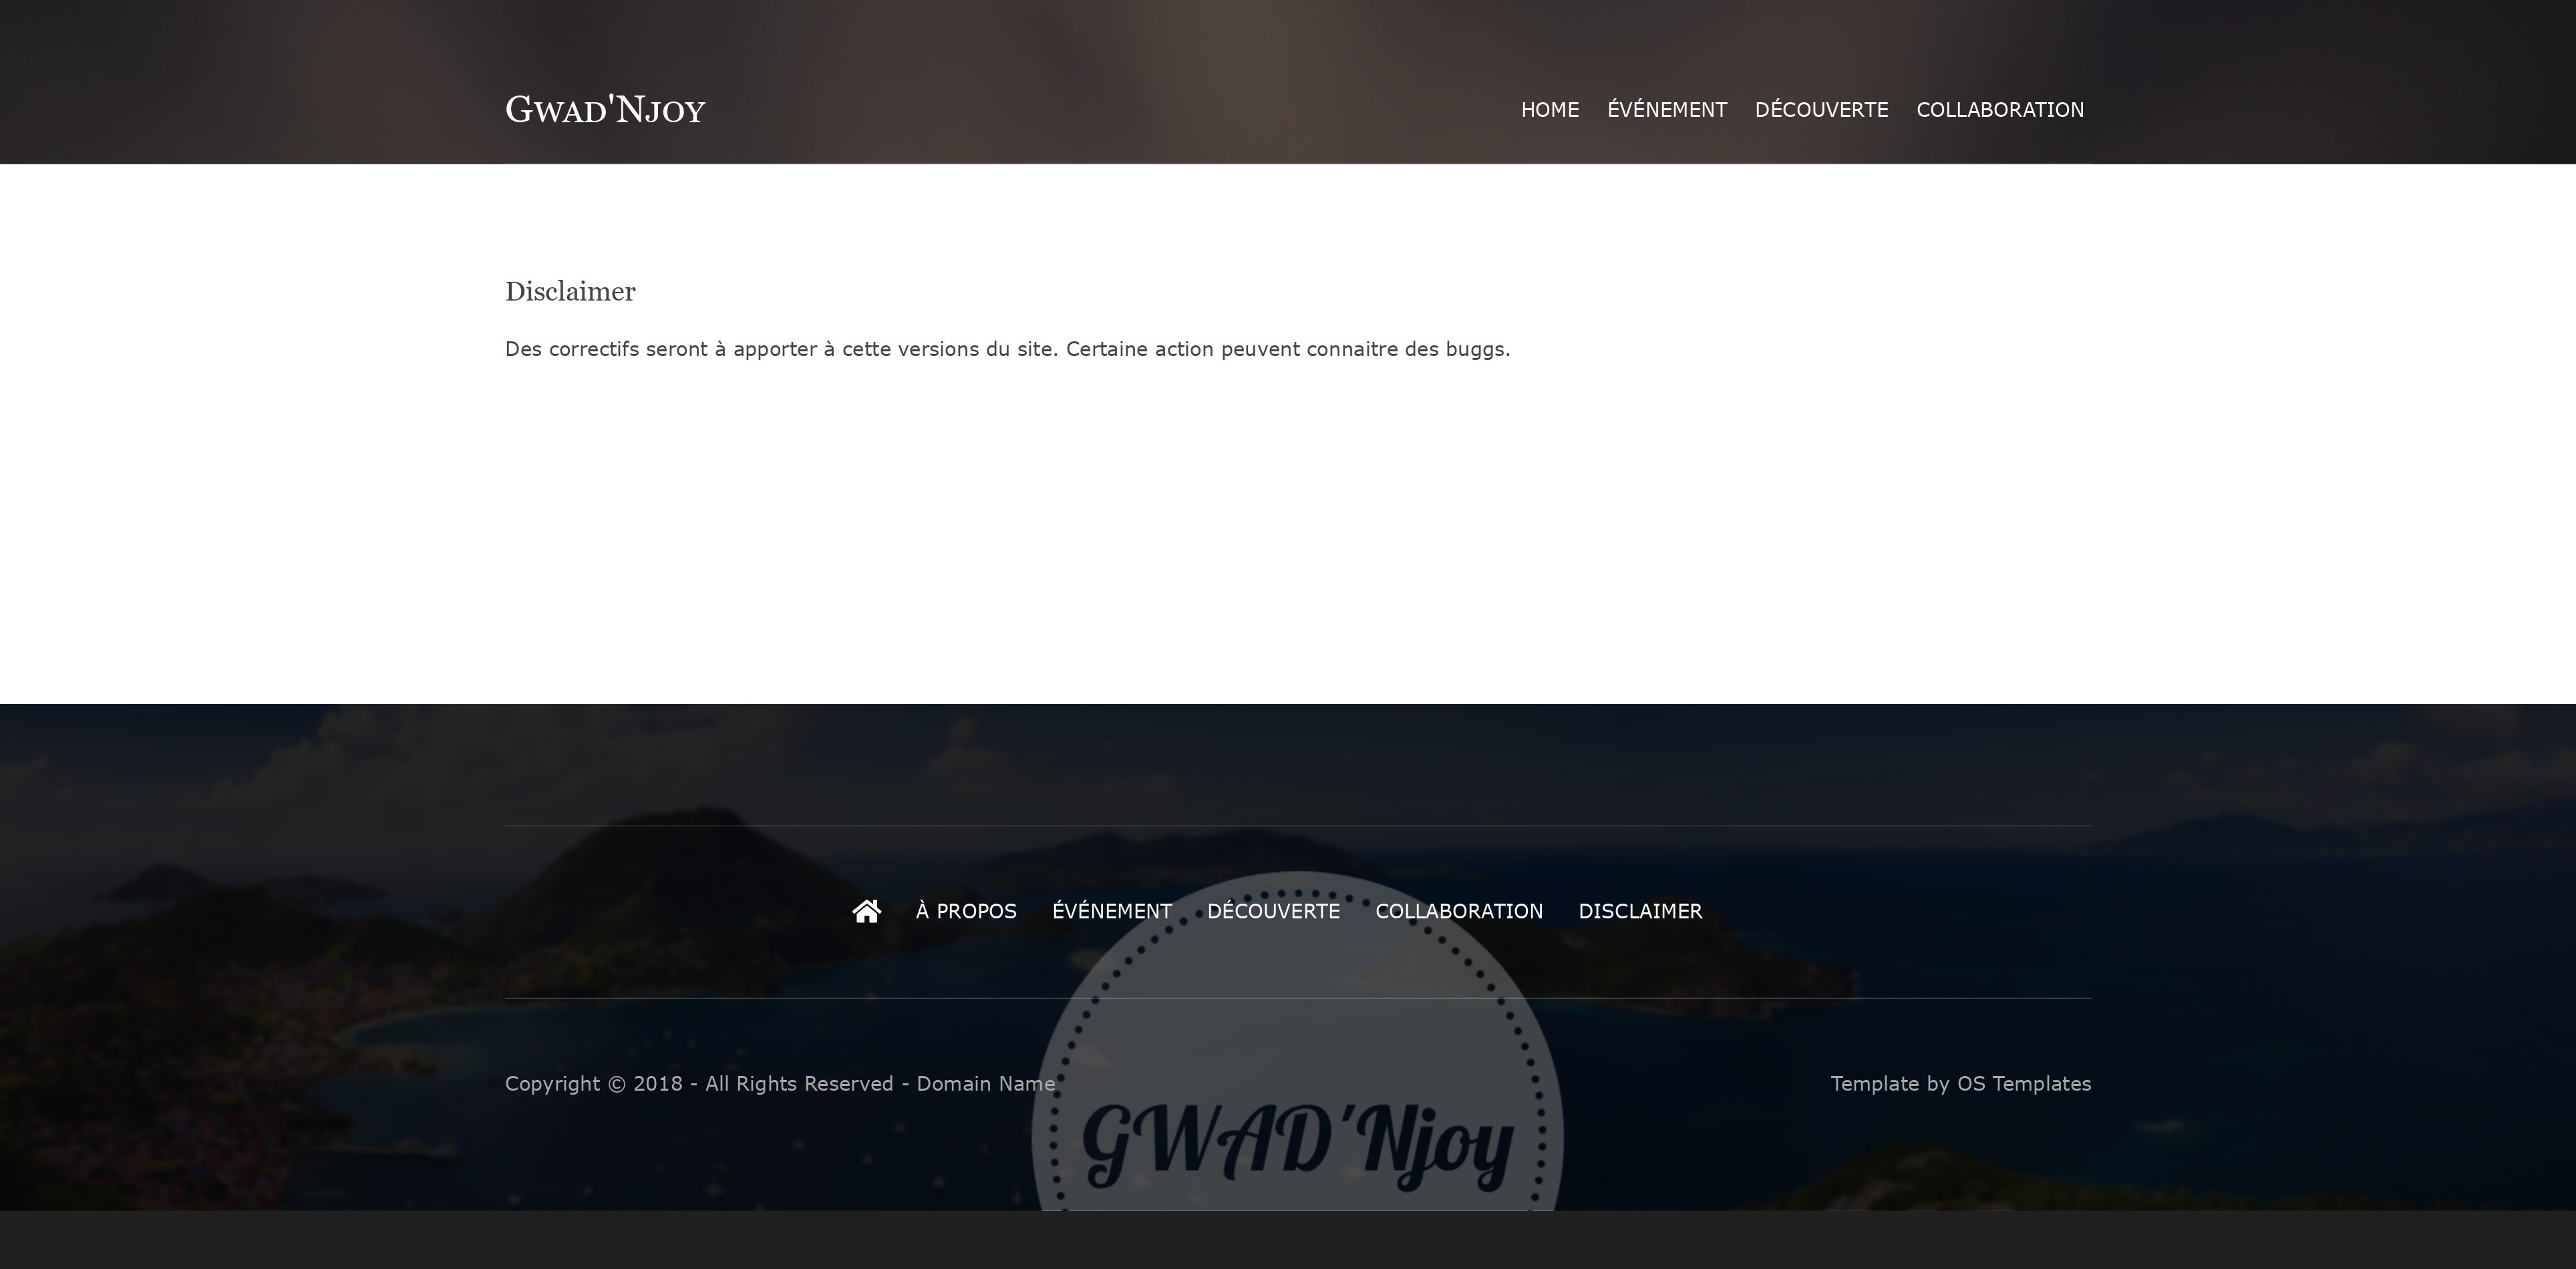 Gwad'Njoy
HOME ÉVÉNEMENT DÉCOUVERTE COLLABORATION
Disclaimer
Des correctifs seront à apporter à cette versions du site. Certaine action peuvent connaitre des buggs.
À PROPOS ÉVÉNEMENT DÉCOUVERTE COLLABORATION DISCLAIMER
Copyright © 2018 - All Rights Reserved - Domain Name
Template by OS Templates
GWAD'Njoy